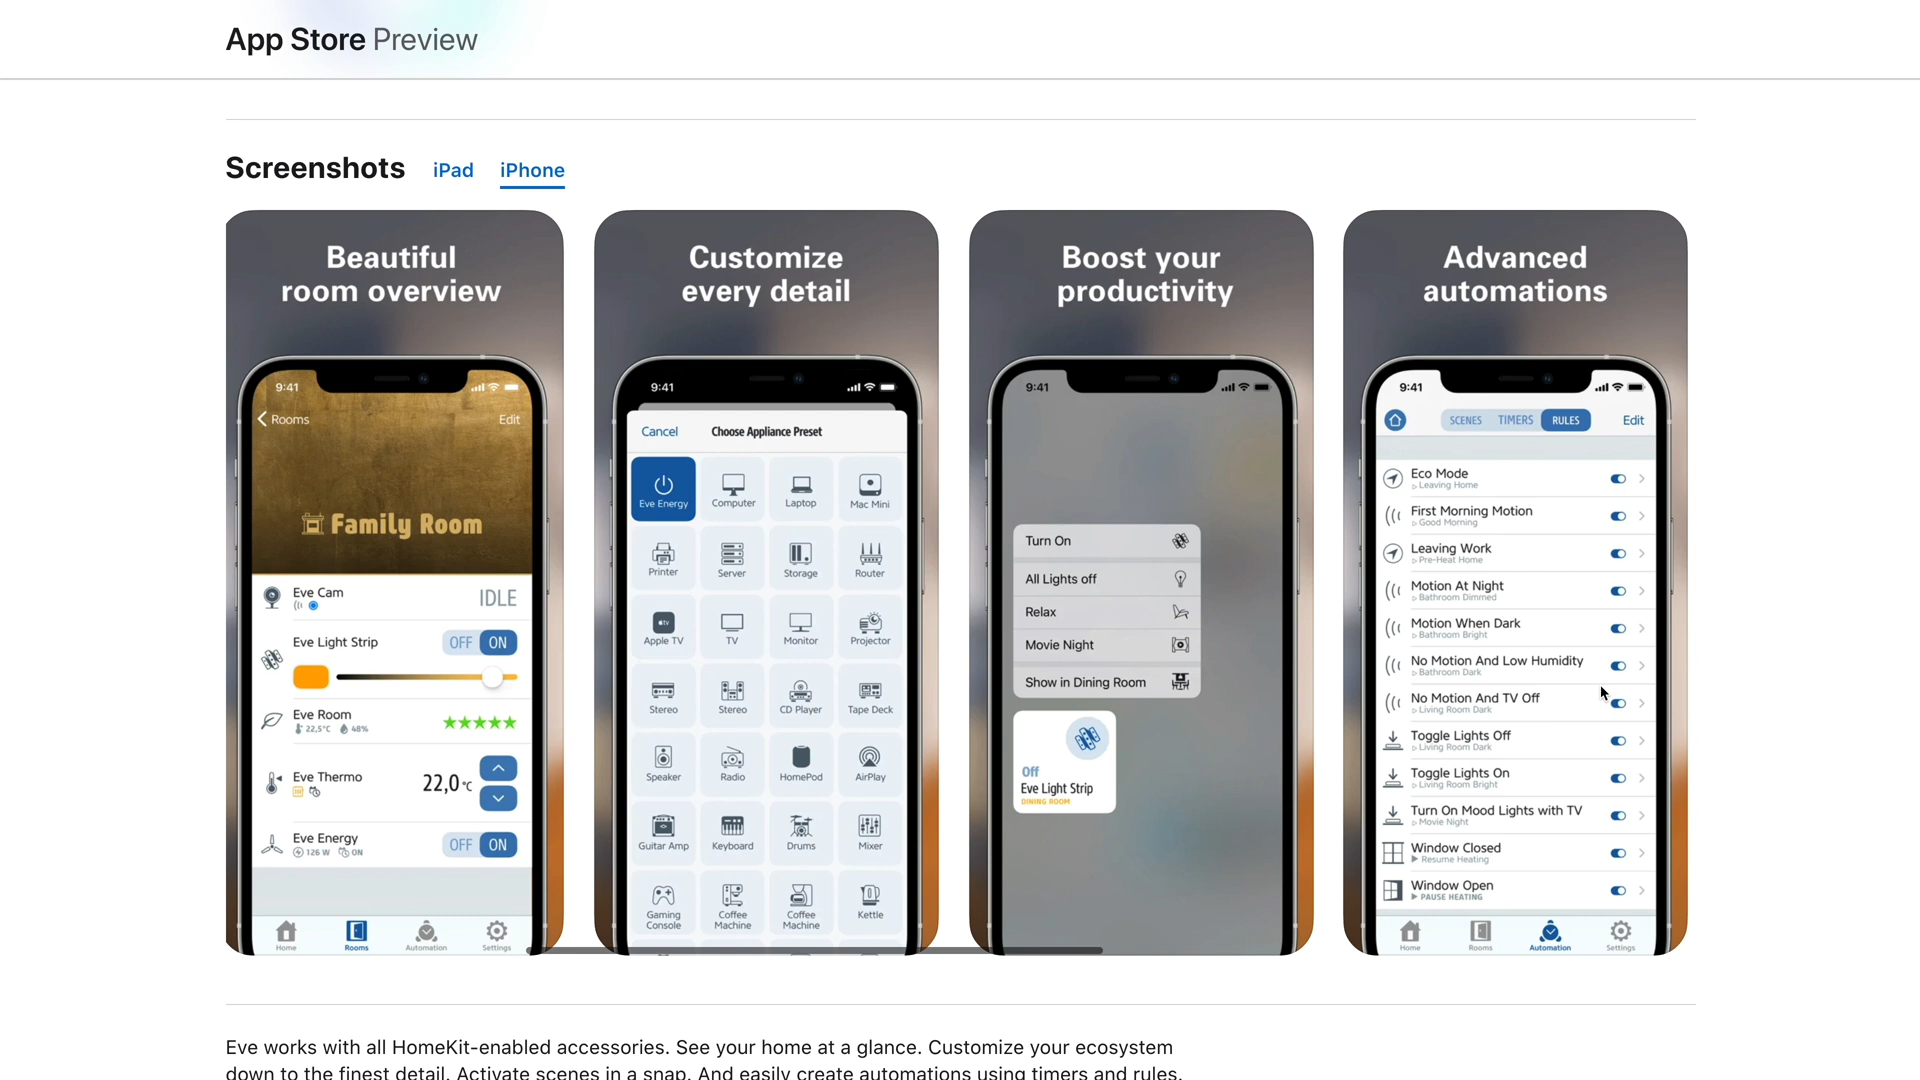 App Store Preview
Screenshots
iPad
iPhone
Beautiful
room overview
9:41
Rooms
Edit
Family Room
Eve Cam
IDLE
Eve Light Strip
OFF ON
Eve Room
22,5°C 48%
Eve Thermo
22,0°C
Eve Energy
126 W ON
OFF ON
Home Rooms Automation Settings
Customize
every detail
9:41
Cancel Choose Appliance Preset
Eve Energy Computer Laptop Mac Mini
Printer Server Storage Router
Apple TV TV Monitor Projector
Stereo Stereo CD Player Tape Deck
Speaker Radio HomePod AirPlay
Guitar Amp Keyboard Drums Mixer
Gaming Console Coffee Machine Coffee Machine Kettle
Boost your
productivity
9:41
Turn On
All Lights off
Relax
Movie Night
Show in Dining Room
Off
Eve Light Strip
DINING ROOM
Advanced
automations
9:41
SCENES TIMERS RULES Edit
Eco Mode
Leaving Home
First Morning Motion
Good Morning
Leaving Work
Pre-Heat Home
Motion At Night
Bathroom Dimmed
Motion When Dark
Bathroom Bright
No Motion And Low Humidity
Bathroom Dark
No Motion And TV Off
Living Room Dark
Toggle Lights Off
Living Room Dark
Toggle Lights On
Living Room Bright
Turn On Mood Lights with TV
Movie Night
Window Closed
Resume Heating
Window Open
PAUSE HEATING
Home Rooms Automation Settings
Eve works with all HomeKit-enabled accessories. See your home at a glance. Customize your ecosystem
down to the finest detail. Activate scenes in a snap. And easily create automations using timers and rules.